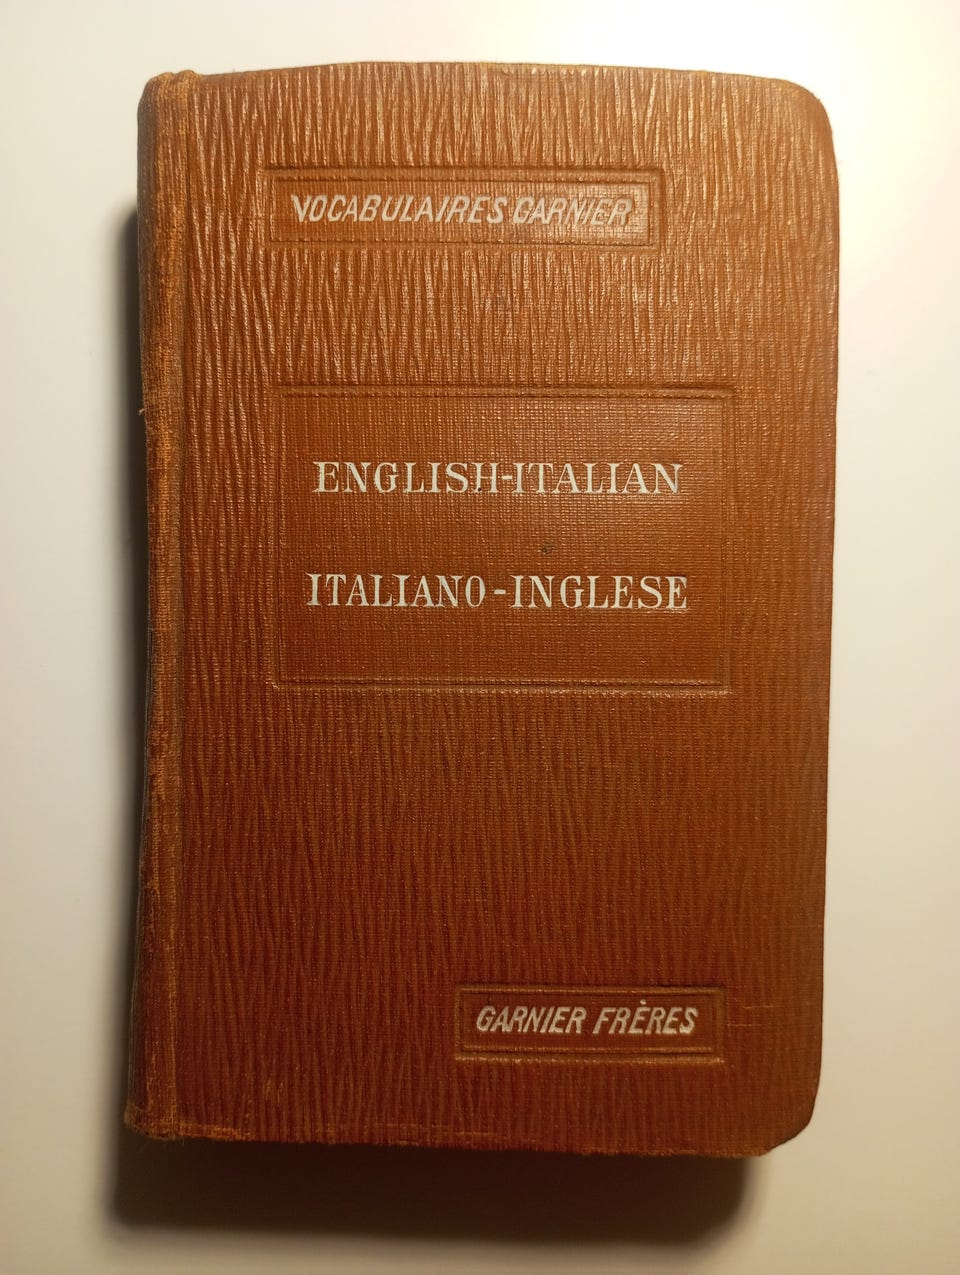 VOCABULAIRES GARNIER
ENGLISH-ITALIAN
ITALIANO-INGLESE
GARNIER FRÈRES